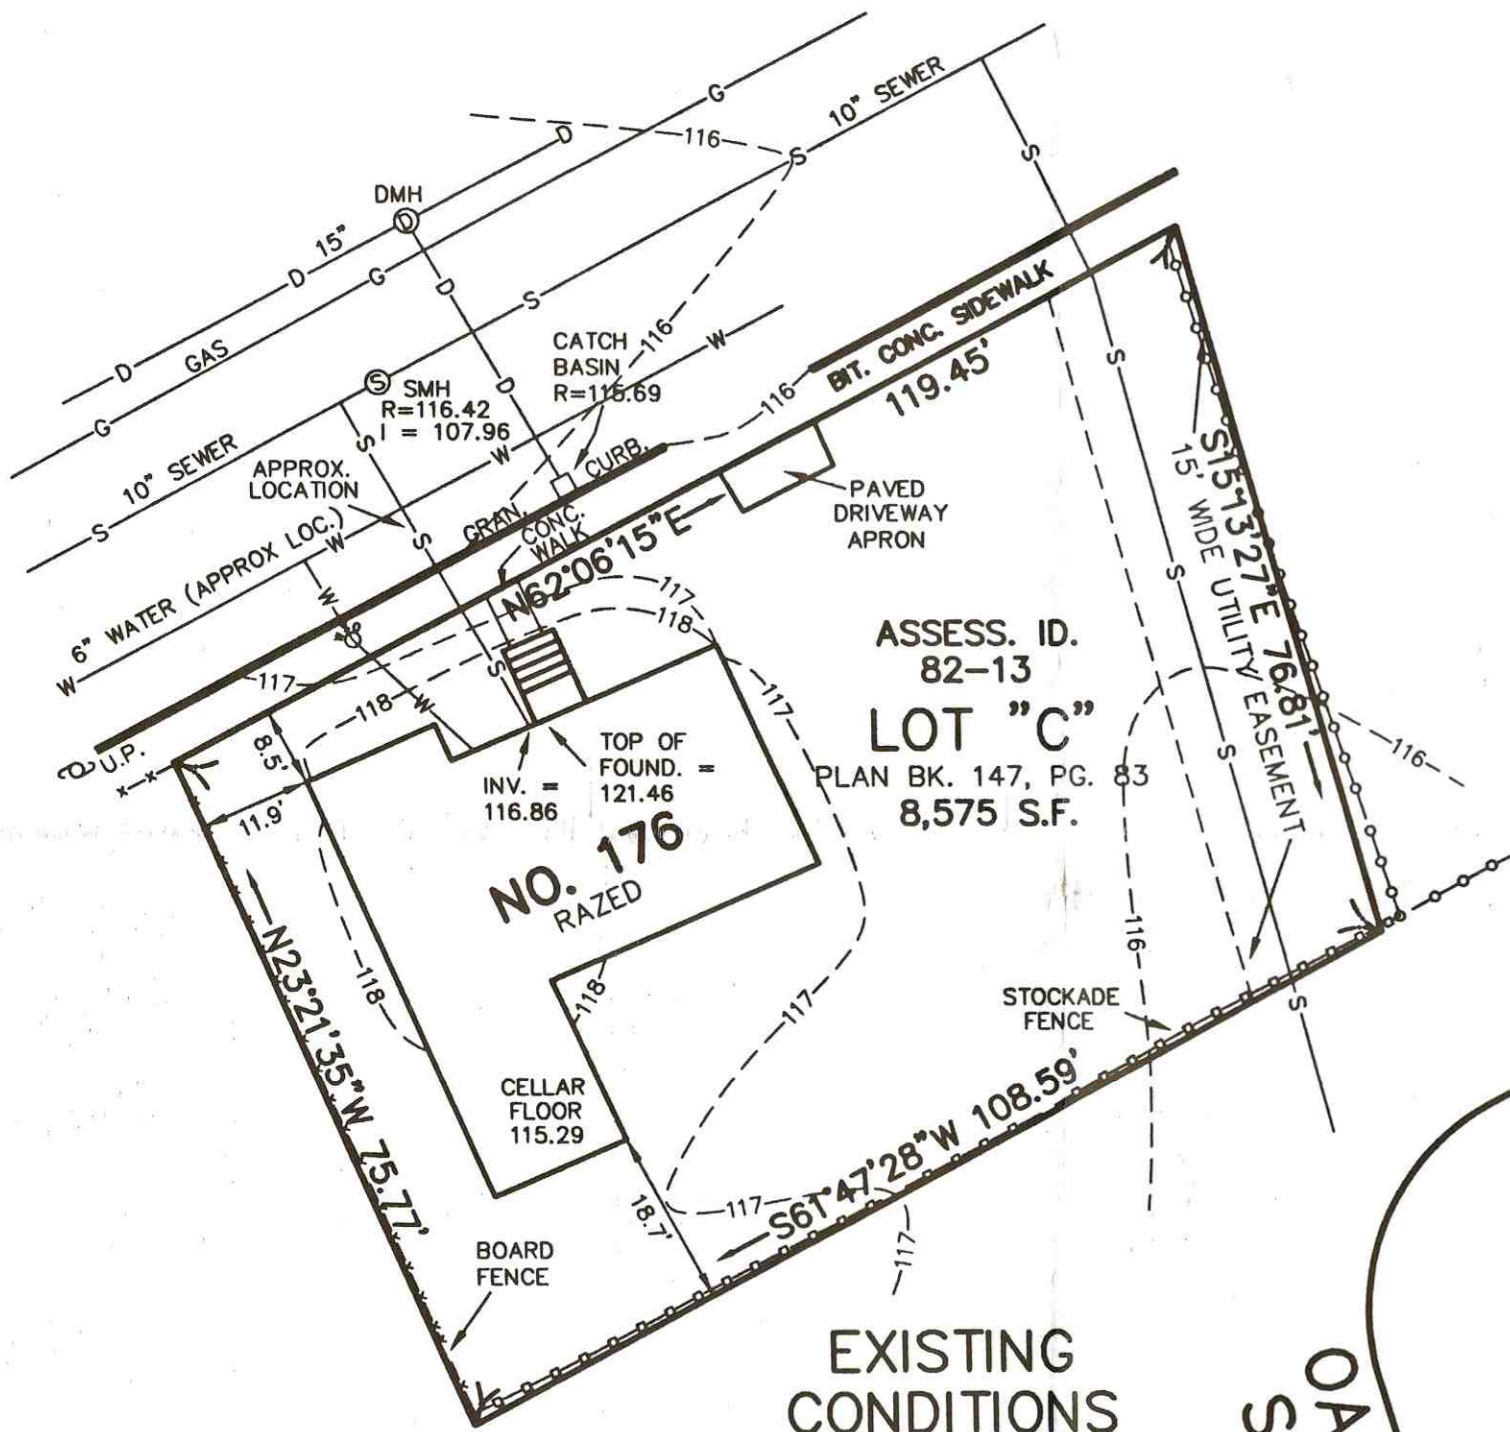 G
10" SEWER
116
D
S
DMH
D
S
15"
D
G
D
S
BIT. CONC. SIDEWALK
GAS
CATCH
BASIN
R=115.69
116
W
S
D
D
S
SMH
R=116.42
I = 107.96
119.45'
116
S
G
S
W
10" SEWER
APPROX.
LOCATION
CURB.
GRAN.
CONC.
WALK
PAVED
DRIVEWAY
APRON
S15°13'27"E 76.81'
15' WIDE UTILITY EASEMENT
S
S
W
6" WATER (APPROX LOC.)
N62°06'15"E
S
W
W
117
118
ASSESS. ID.
82-13
LOT "C"
PLAN BK. 147, PG. 83
8,575 S.F.
S
117
118
W
117
S
116
U.P.
8.5'
TOP OF
FOUND. =
121.46
INV. =
116.86
11.9'
NO. 176
RAZED
N23°21'35"W 75.77'
118
118
116
117
STOCKADE
FENCE
S
CELLAR
FLOOR
115.29
S61°47'28"W 108.59'
117
18.7'
117
BOARD
FENCE
EXISTING
CONDITIONS
OA
S